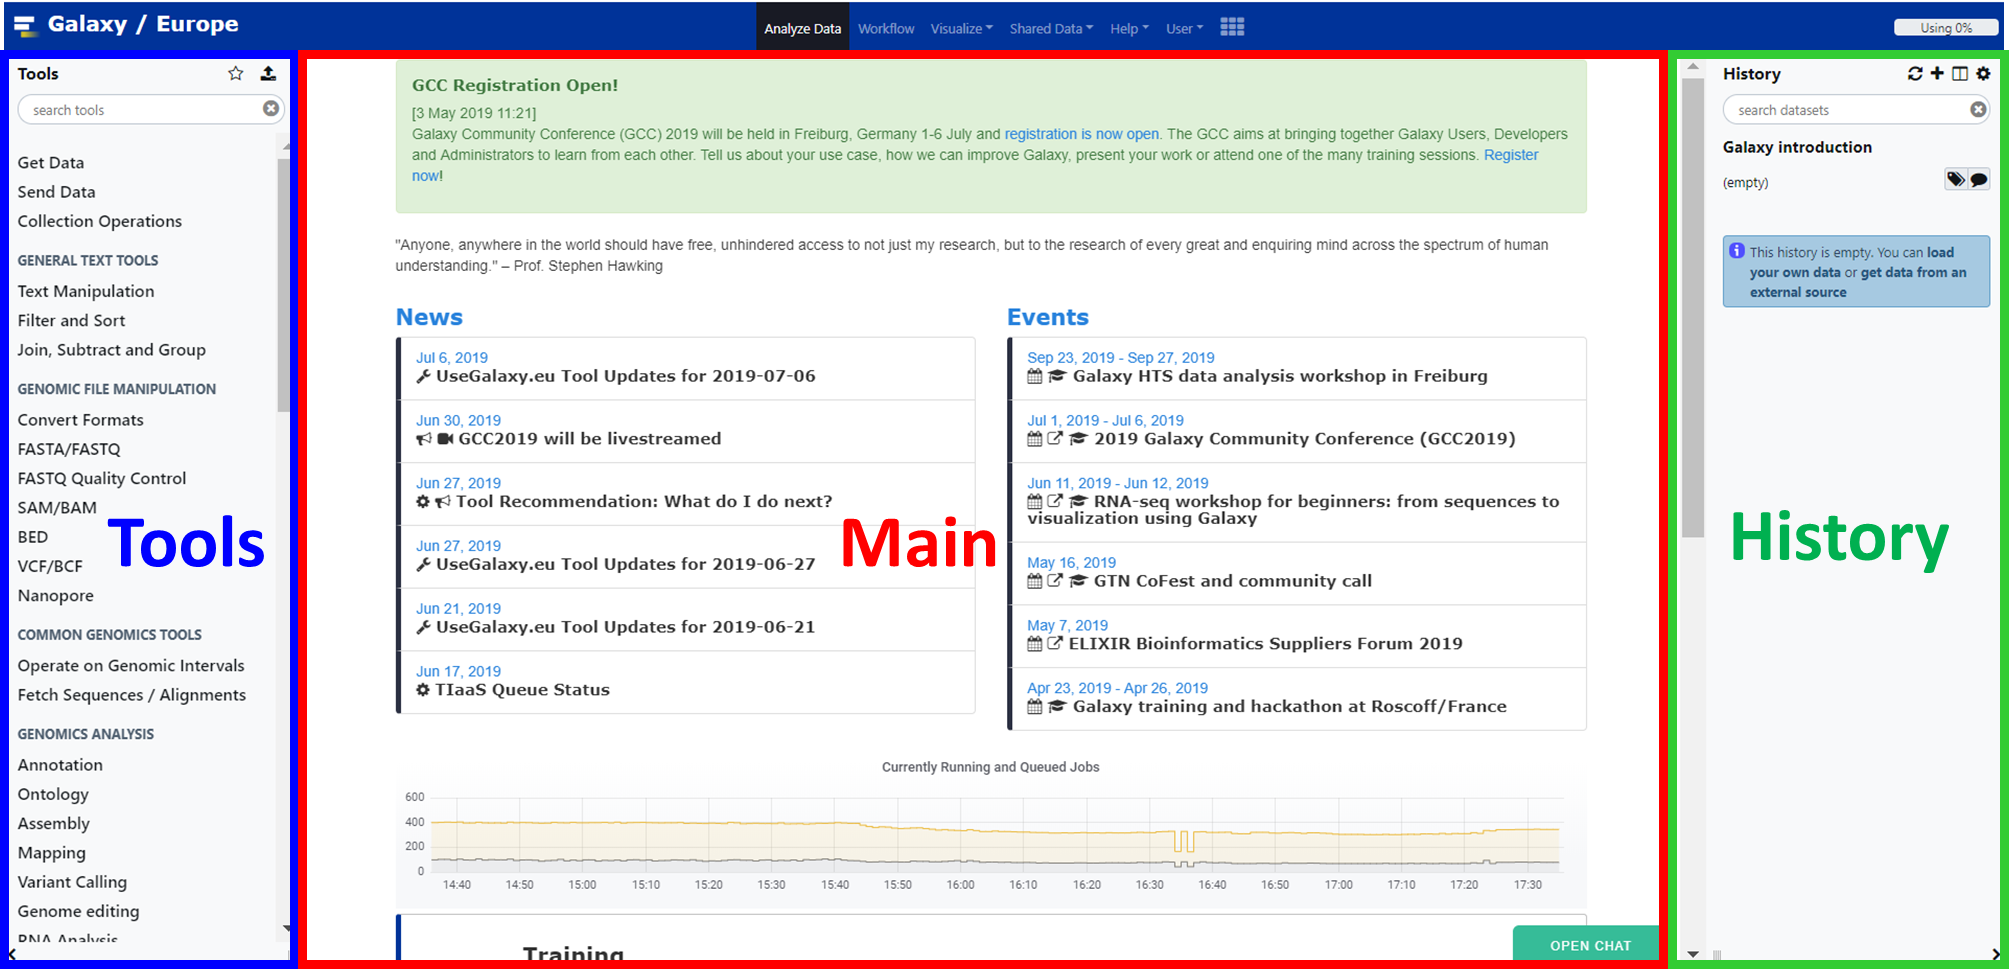 Galaxy / Europe
Analyze Data Workflow Visualize Shared Data Help User
Using 0%
Tools
search tools
Get Data
Send Data
Collection Operations
GENERAL TEXT TOOLS
Text Manipulation
Filter and Sort
Join, Subtract and Group
GENOMIC FILE MANIPULATION
Convert Formats
FASTA/FASTQ
FASTQ Quality Control
SAM/BAM
BED
VCF/BCF
Nanopore
COMMON GENOMICS TOOLS
Operate on Genomic Intervals
Fetch Sequences / Alignments
GENOMICS ANALYSIS
Annotation
Ontology
Assembly
Mapping
Variant Calling
Genome editing
RNA Analysis
Tools
GCC Registration Open!
[3 May 2019 11:21]
Galaxy Community Conference (GCC) 2019 will be held in Freiburg, Germany 1-6 July and registration is now open. The GCC aims at bringing together Galaxy Users, Developers
and Administrators to learn from each other. Tell us about your use case, how we can improve Galaxy, present your work or attend one of the many training sessions. Register
now!
"Anyone, anywhere in the world should have free, unhindered access to not just my research, but to the research of every great and enquiring mind across the spectrum of human
understanding." – Prof. Stephen Hawking
News
Jul 6, 2019
UseGalaxy.eu Tool Updates for 2019-07-06
Jun 30, 2019
GCC2019 will be livestreamed
Jun 27, 2019
Tool Recommendation: What do I do next?
Jun 27, 2019
UseGalaxy.eu Tool Updates for 2019-06-27
Jun 21, 2019
UseGalaxy.eu Tool Updates for 2019-06-21
Jun 17, 2019
TIaaS Queue Status
Main
Events
Sep 23, 2019 - Sep 27, 2019
Galaxy HTS data analysis workshop in Freiburg
Jul 1, 2019 - Jul 6, 2019
2019 Galaxy Community Conference (GCC2019)
Jun 11, 2019 - Jun 12, 2019
RNA-seq workshop for beginners: from sequences to
visualization using Galaxy
May 16, 2019
GTN CoFest and community call
May 7, 2019
ELIXIR Bioinformatics Suppliers Forum 2019
Apr 23, 2019 - Apr 26, 2019
Galaxy training and hackathon at Roscoff/France
Currently Running and Queued Jobs
600
400
200
0
14:40 14:50 15:00 15:10 15:20 15:30 15:40 15:50 16:00 16:10 16:20 16:30 16:40 16:50 17:00 17:10 17:20 17:30
Training
OPEN CHAT
History
search datasets
Galaxy introduction
(empty)
This history is empty. You can load
your own data or get data from an
external source
History